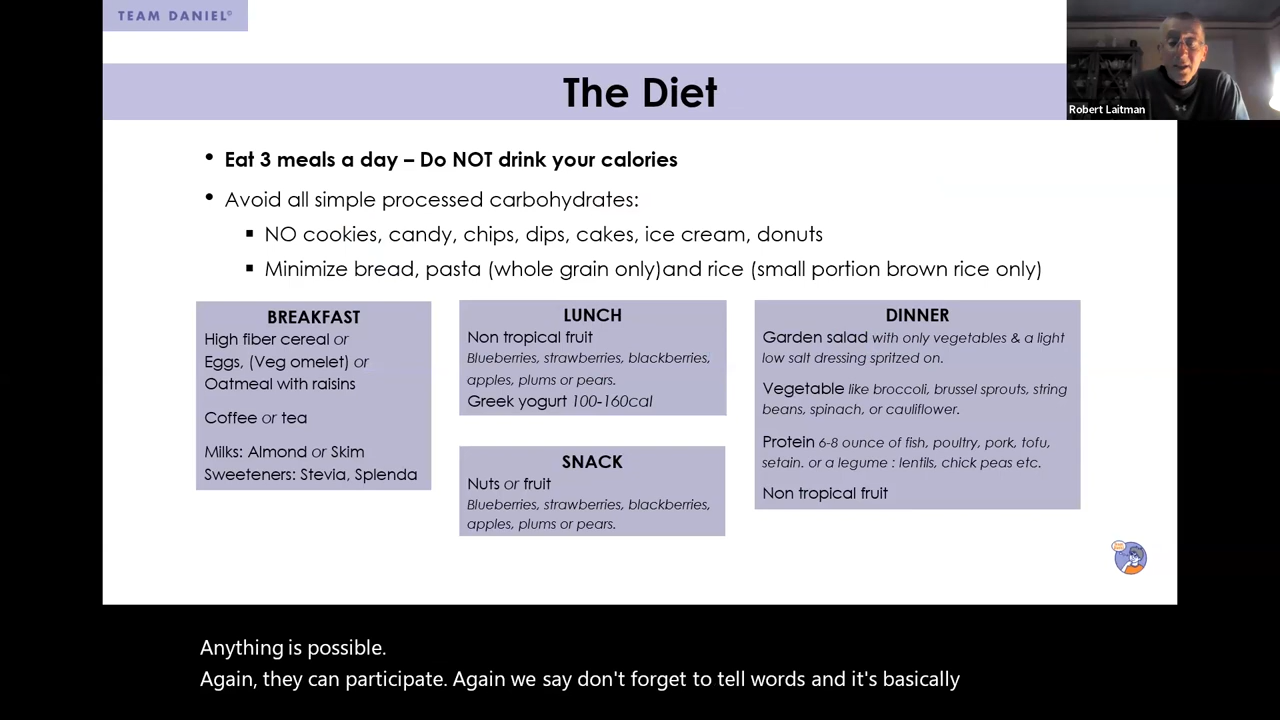 TEAM DANIEL©
Robert Laitman
The Diet
• Eat 3 meals a day – Do NOT drink your calories
• Avoid all simple processed carbohydrates:
▪ NO cookies, candy, chips, dips, cakes, ice cream, donuts
▪ Minimize bread, pasta (whole grain only)and rice (small portion brown rice only)
BREAKFAST
High fiber cereal or
Eggs, (Veg omelet) or
Oatmeal with raisins
Coffee or tea
Milks: Almond or Skim
Sweeteners: Stevia, Splenda
LUNCH
Non tropical fruit
Blueberries, strawberries, blackberries,
apples, plums or pears.
Greek yogurt 100-160cal
SNACK
Nuts or fruit
Blueberries, strawberries, blackberries,
apples, plums or pears.
DINNER
Garden salad with only vegetables & a light
low salt dressing spritzed on.
Vegetable like broccoli, brussel sprouts, string
beans, spinach, or cauliflower.
Protein 6-8 ounce of fish, poultry, pork, tofu,
setain. or a legume : lentils, chick peas etc.
Non tropical fruit
Anything is possible.
Again, they can participate. Again we say don't forget to tell words and it's basically